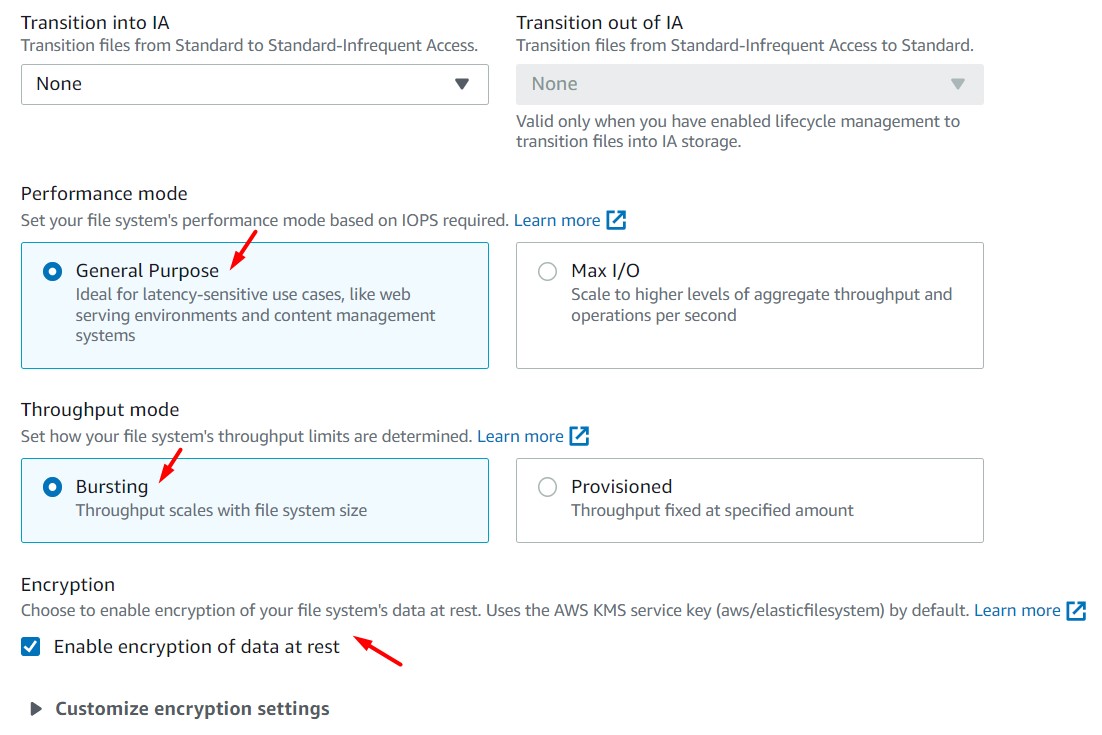 Transition into IA
Transition files from Standard to Standard-Infrequent Access.
None
Transition out of IA
Transition files from Standard-Infrequent Access to Standard.
None
Valid only when you have enabled lifecycle management to
transition files into IA storage.
Performance mode
Set your file system's performance mode based on IOPS required. Learn more
General Purpose
Ideal for latency-sensitive use cases, like web
serving environments and content management
systems
Max I/O
Scale to higher levels of aggregate throughput and
operations per second
Throughput mode
Set how your file system's throughput limits are determined. Learn more
Bursting
Throughput scales with file system size
Provisioned
Throughput fixed at specified amount
Encryption
Choose to enable encryption of your file system's data at rest. Uses the AWS KMS service key (aws/elasticfilesystem) by default. Learn more
Enable encryption of data at rest
Customize encryption settings